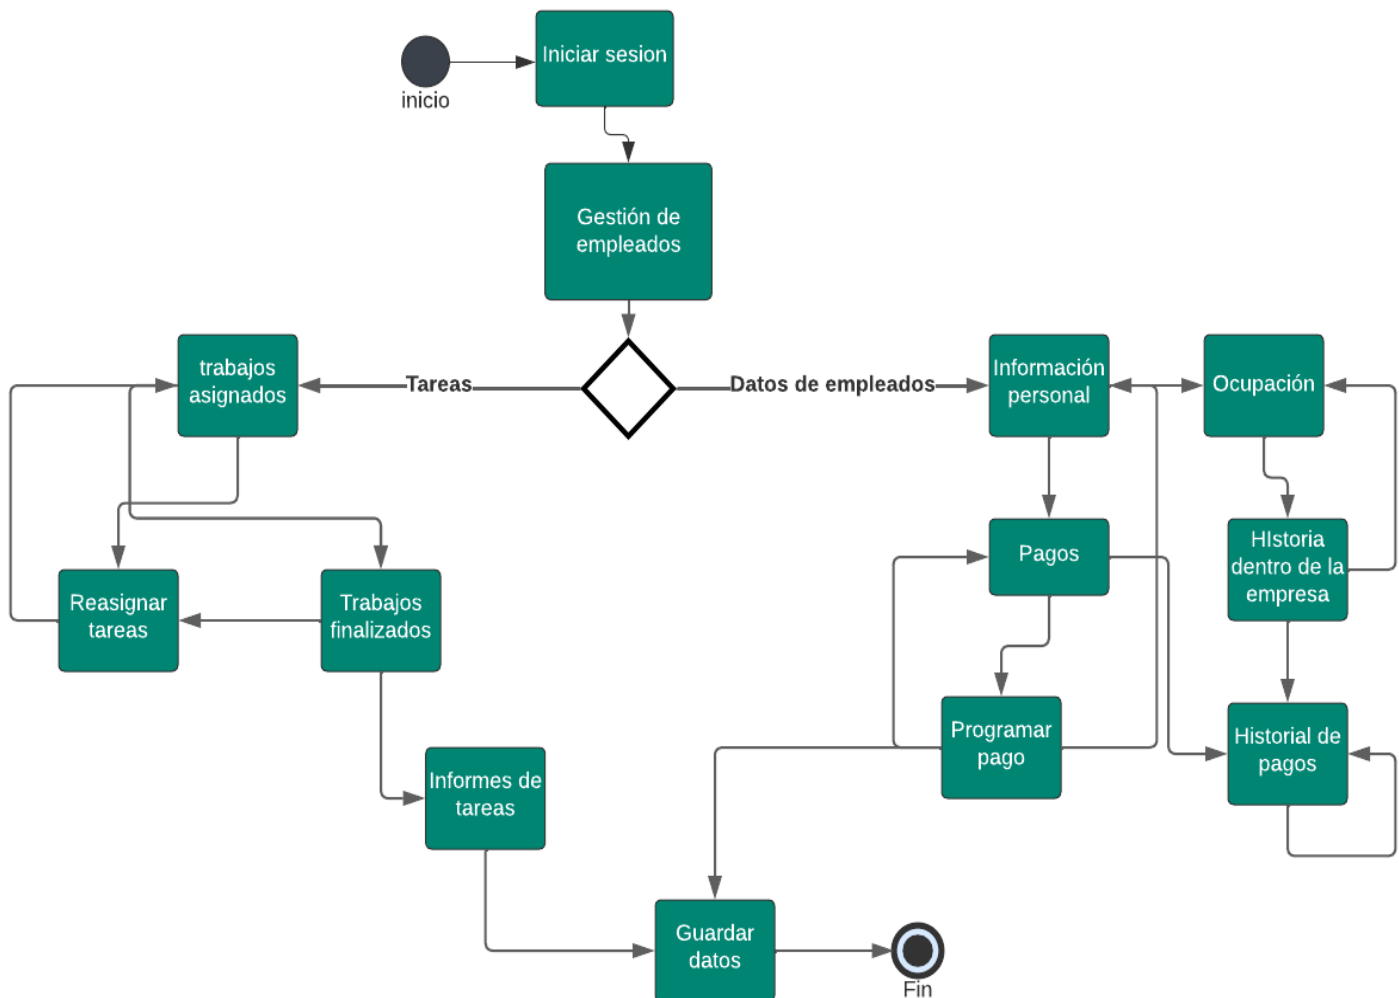 Iniciar sesion
inicio
Gestión de
empleados
trabajos
asignados
Tareas
Datos de empleados
Información
personal
Ocupación
Pagos
HIstoria
dentro de la
empresa
Reasignar
tareas
Trabajos
finalizados
Programar
pago
Historial de
pagos
Informes de
tareas
Guardar
datos
Fin